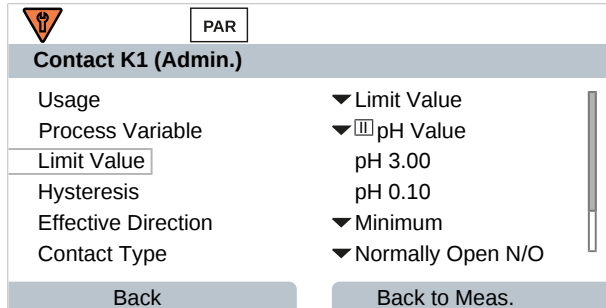 PAR
Contact K1 (Admin.)
Usage Limit Value
Process Variable II pH Value
Limit Value pH 3.00
Hysteresis pH 0.10
Effective Direction Minimum
Contact Type Normally Open N/O
Back Back to Meas.